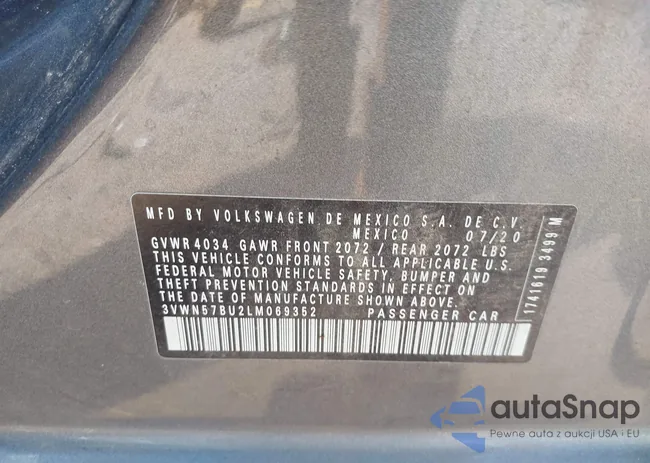 MFD BY VOLKSWAGEN DE MEXICO S.A. DE C.V.
MEXICO 07/20
GVWR 4034 GAWR FRONT 2072 / REAR 2072 LBS
THIS VEHICLE CONFORMS TO ALL APPLICABLE U.S.
FEDERAL MOTOR VEHICLE SAFETY, BUMPER AND
THEFT PREVENTION STANDARDS IN EFFECT ON
THE DATE OF MANUFACTURE SHOWN ABOVE.
3VWN57BU2LM069352 PASSENGER CAR
1741619 3499 M
autoSnap
Pewne auta z aukcji USA i EU